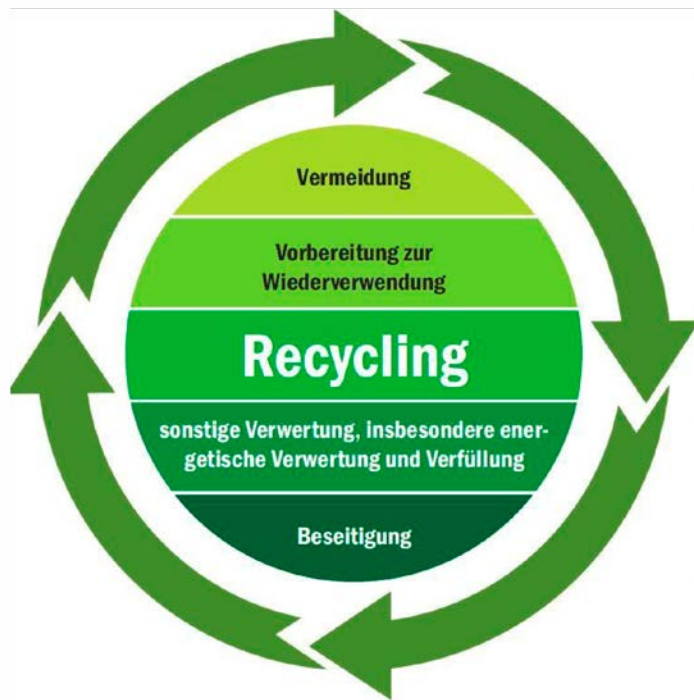 Vermeidung
Vorbereitung zur
Wiederverwendung
Recycling
sonstige Verwertung, insbesondere ener-
getische Verwertung und Verfüllung
Beseitigung